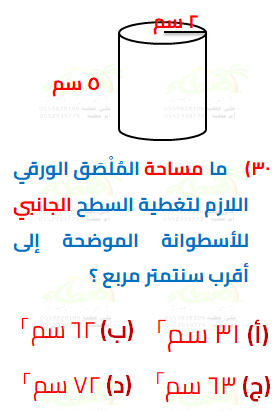 ٢ سم
٥ سم
٣٠) ما مساحة المُلْصَق الورقي
اللازم لتغطية السطح الجانبي
للأسطوانة الموضحة إلى
أقرب سنتمتر مربع ؟
(أ) ٣١ سم٢ (ب) ٦٢ سم٢
(ج) ٦٣ سم٢ (د) ٧٢ سم٢